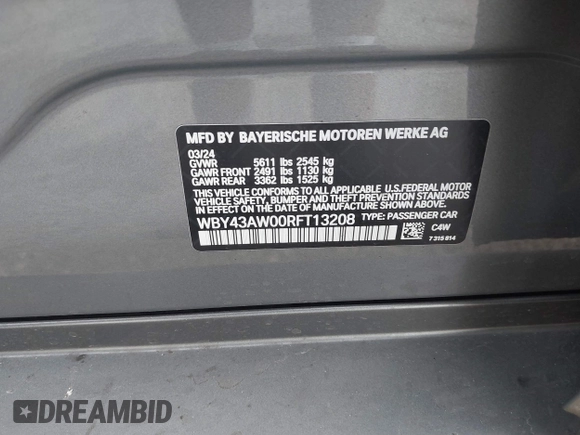 MFD BY BAYERISCHE MOTOREN WERKE AG
03/24
GVWR 5611 lbs 2545 kg
GAWR FRONT 2491 lbs 1130 kg
GAWR REAR 3362 lbs 1525 kg
THIS VEHICLE CONFORMS TO ALL APPLICABLE U.S.FEDERAL MOTOR
VEHICLE SAFETY, BUMPER AND THEFT PREVENTION STANDARDS
IN EFFECT ON THE DATE OF MANUFACTURE SHOWN ABOVE.
WBY43AW00RFT13208 TYPE: PASSENGER CAR
C4W
7 315 814
DREAMBID